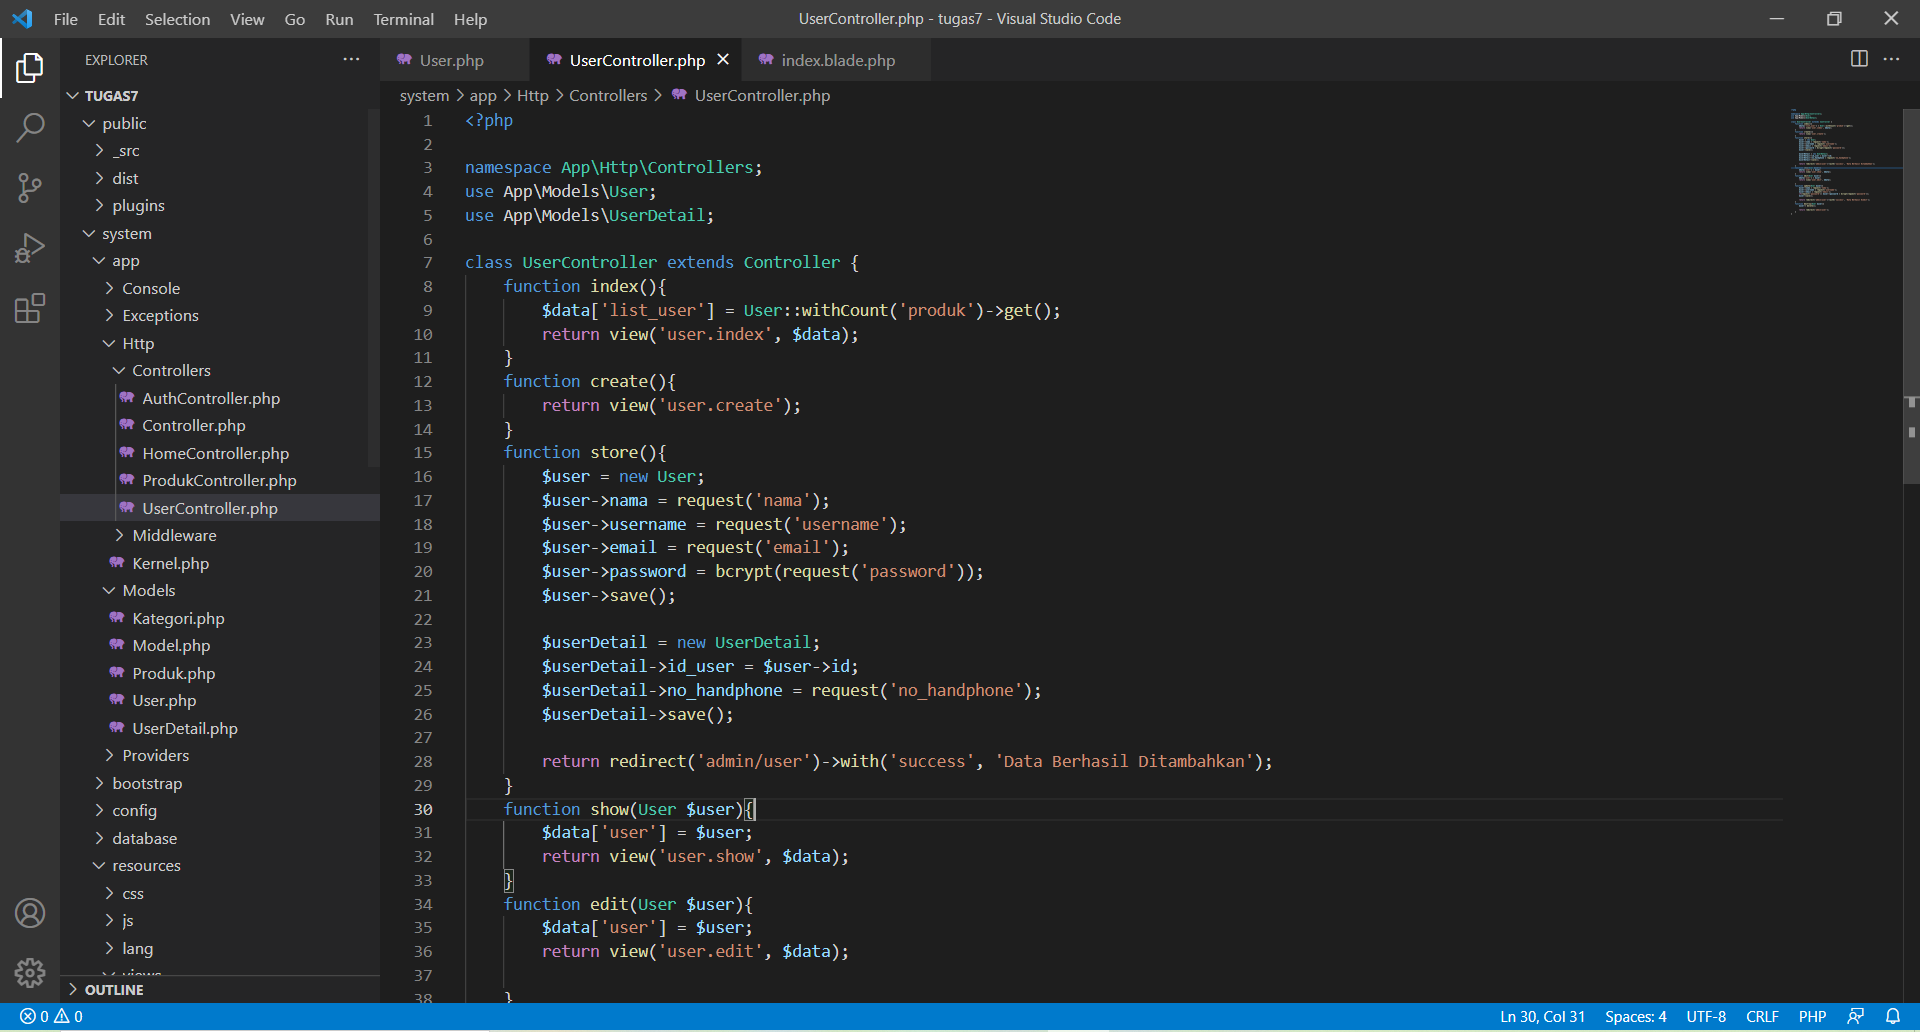 File Edit Selection View Go Run Terminal Help
UserController.php - tugas7 - Visual Studio Code
EXPLORER
TUGAS7
public
_src
dist
plugins
system
app
Console
Exceptions
Http
Controllers
AuthController.php
Controller.php
HomeController.php
ProdukController.php
UserController.php
Middleware
Kernel.php
Models
Kategori.php
Model.php
Produk.php
User.php
UserDetail.php
Providers
bootstrap
config
database
resources
css
js
lang
views
OUTLINE
User.php UserController.php index.blade.php
system > app > Http > Controllers > UserController.php
1 <?php
2
3 namespace App\Http\Controllers;
4 use App\Models\User;
5 use App\Models\UserDetail;
6
7 class UserController extends Controller {
8 function index(){
9 $data['list_user'] = User::withCount('produk')->get();
10 return view('user.index', $data);
11 }
12 function create(){
13 return view('user.create');
14 }
15 function store(){
16 $user = new User;
17 $user->nama = request('nama');
18 $user->username = request('username');
19 $user->email = request('email');
20 $user->password = bcrypt(request('password'));
21 $user->save();
22
23 $userDetail = new UserDetail;
24 $userDetail->id_user = $user->id;
25 $userDetail->no_handphone = request('no_handphone');
26 $userDetail->save();
27
28 return redirect('admin/user')->with('success', 'Data Berhasil Ditambahkan');
29 }
30 function show(User $user){
31 $data['user'] = $user;
32 return view('user.show', $data);
33 }
34 function edit(User $user){
35 $data['user'] = $user;
36 return view('user.edit', $data);
37
38 }
0 0
Ln 30, Col 31 Spaces: 4 UTF-8 CRLF PHP